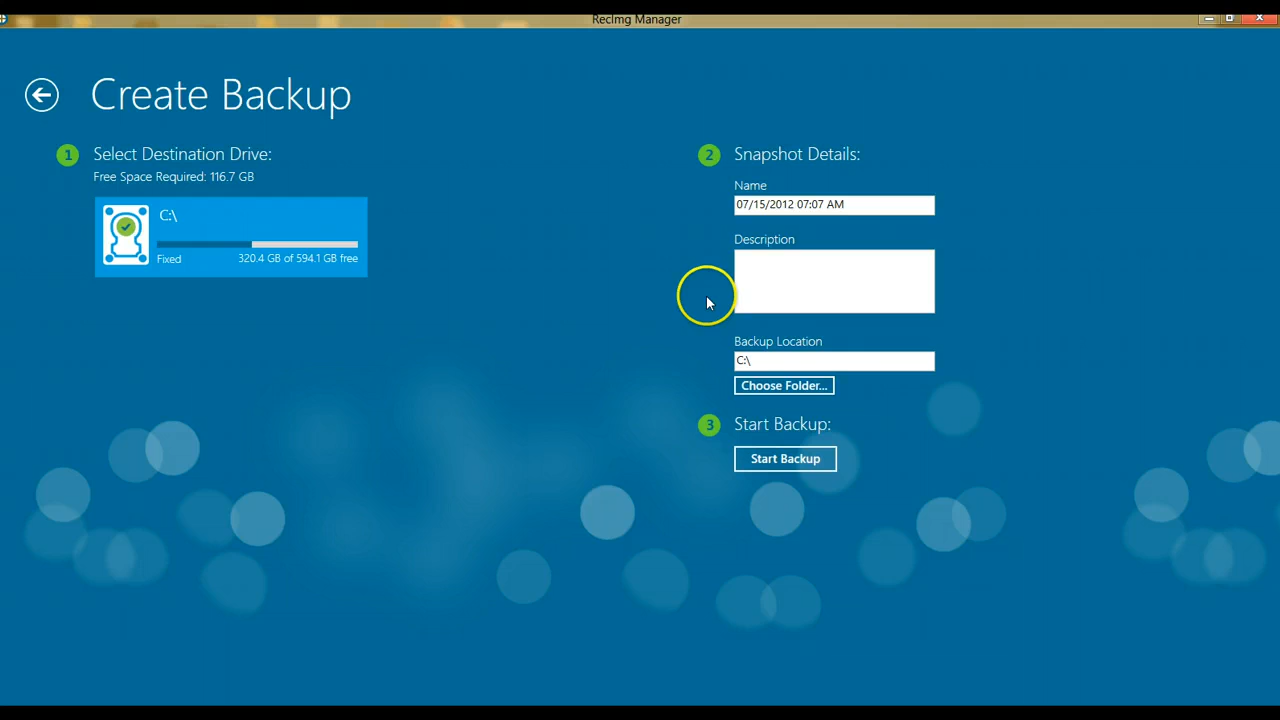 RecImg Manager
Create Backup
1 Select Destination Drive:
Free Space Required: 116.7 GB
C:\
Fixed 320.4 GB of 594.1 GB free
2 Snapshot Details:
Name
07/15/2012 07:07 AM
Description
Backup Location
C:\
Choose Folder...
3 Start Backup:
Start Backup